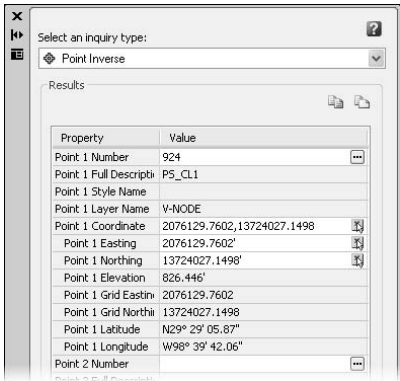 Select an inquiry type:
Point Inverse
Results
Property Value
Point 1 Number 924
Point 1 Full Descripti PS_CL1
Point 1 Style Name
Point 1 Layer Name V-NODE
Point 1 Coordinate 2076129.7602,13724027.1498
Point 1 Easting 2076129.7602'
Point 1 Northing 13724027.1498'
Point 1 Elevation 826.446'
Point 1 Grid Eastin 2076129.7602
Point 1 Grid Northi 13724027.1498
Point 1 Latitude N29° 29' 05.87"
Point 1 Longitude W98° 39' 42.06"
Point 2 Number